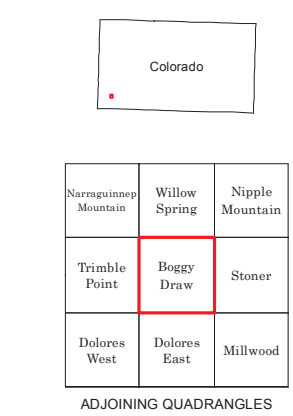 Colorado
Narraguinnep
Mountain
Willow
Spring
Nipple
Mountain
Trimble
Point
Boggy
Draw
Stoner
Dolores
West
Dolores
East
Millwood
ADJOINING QUADRANGLES